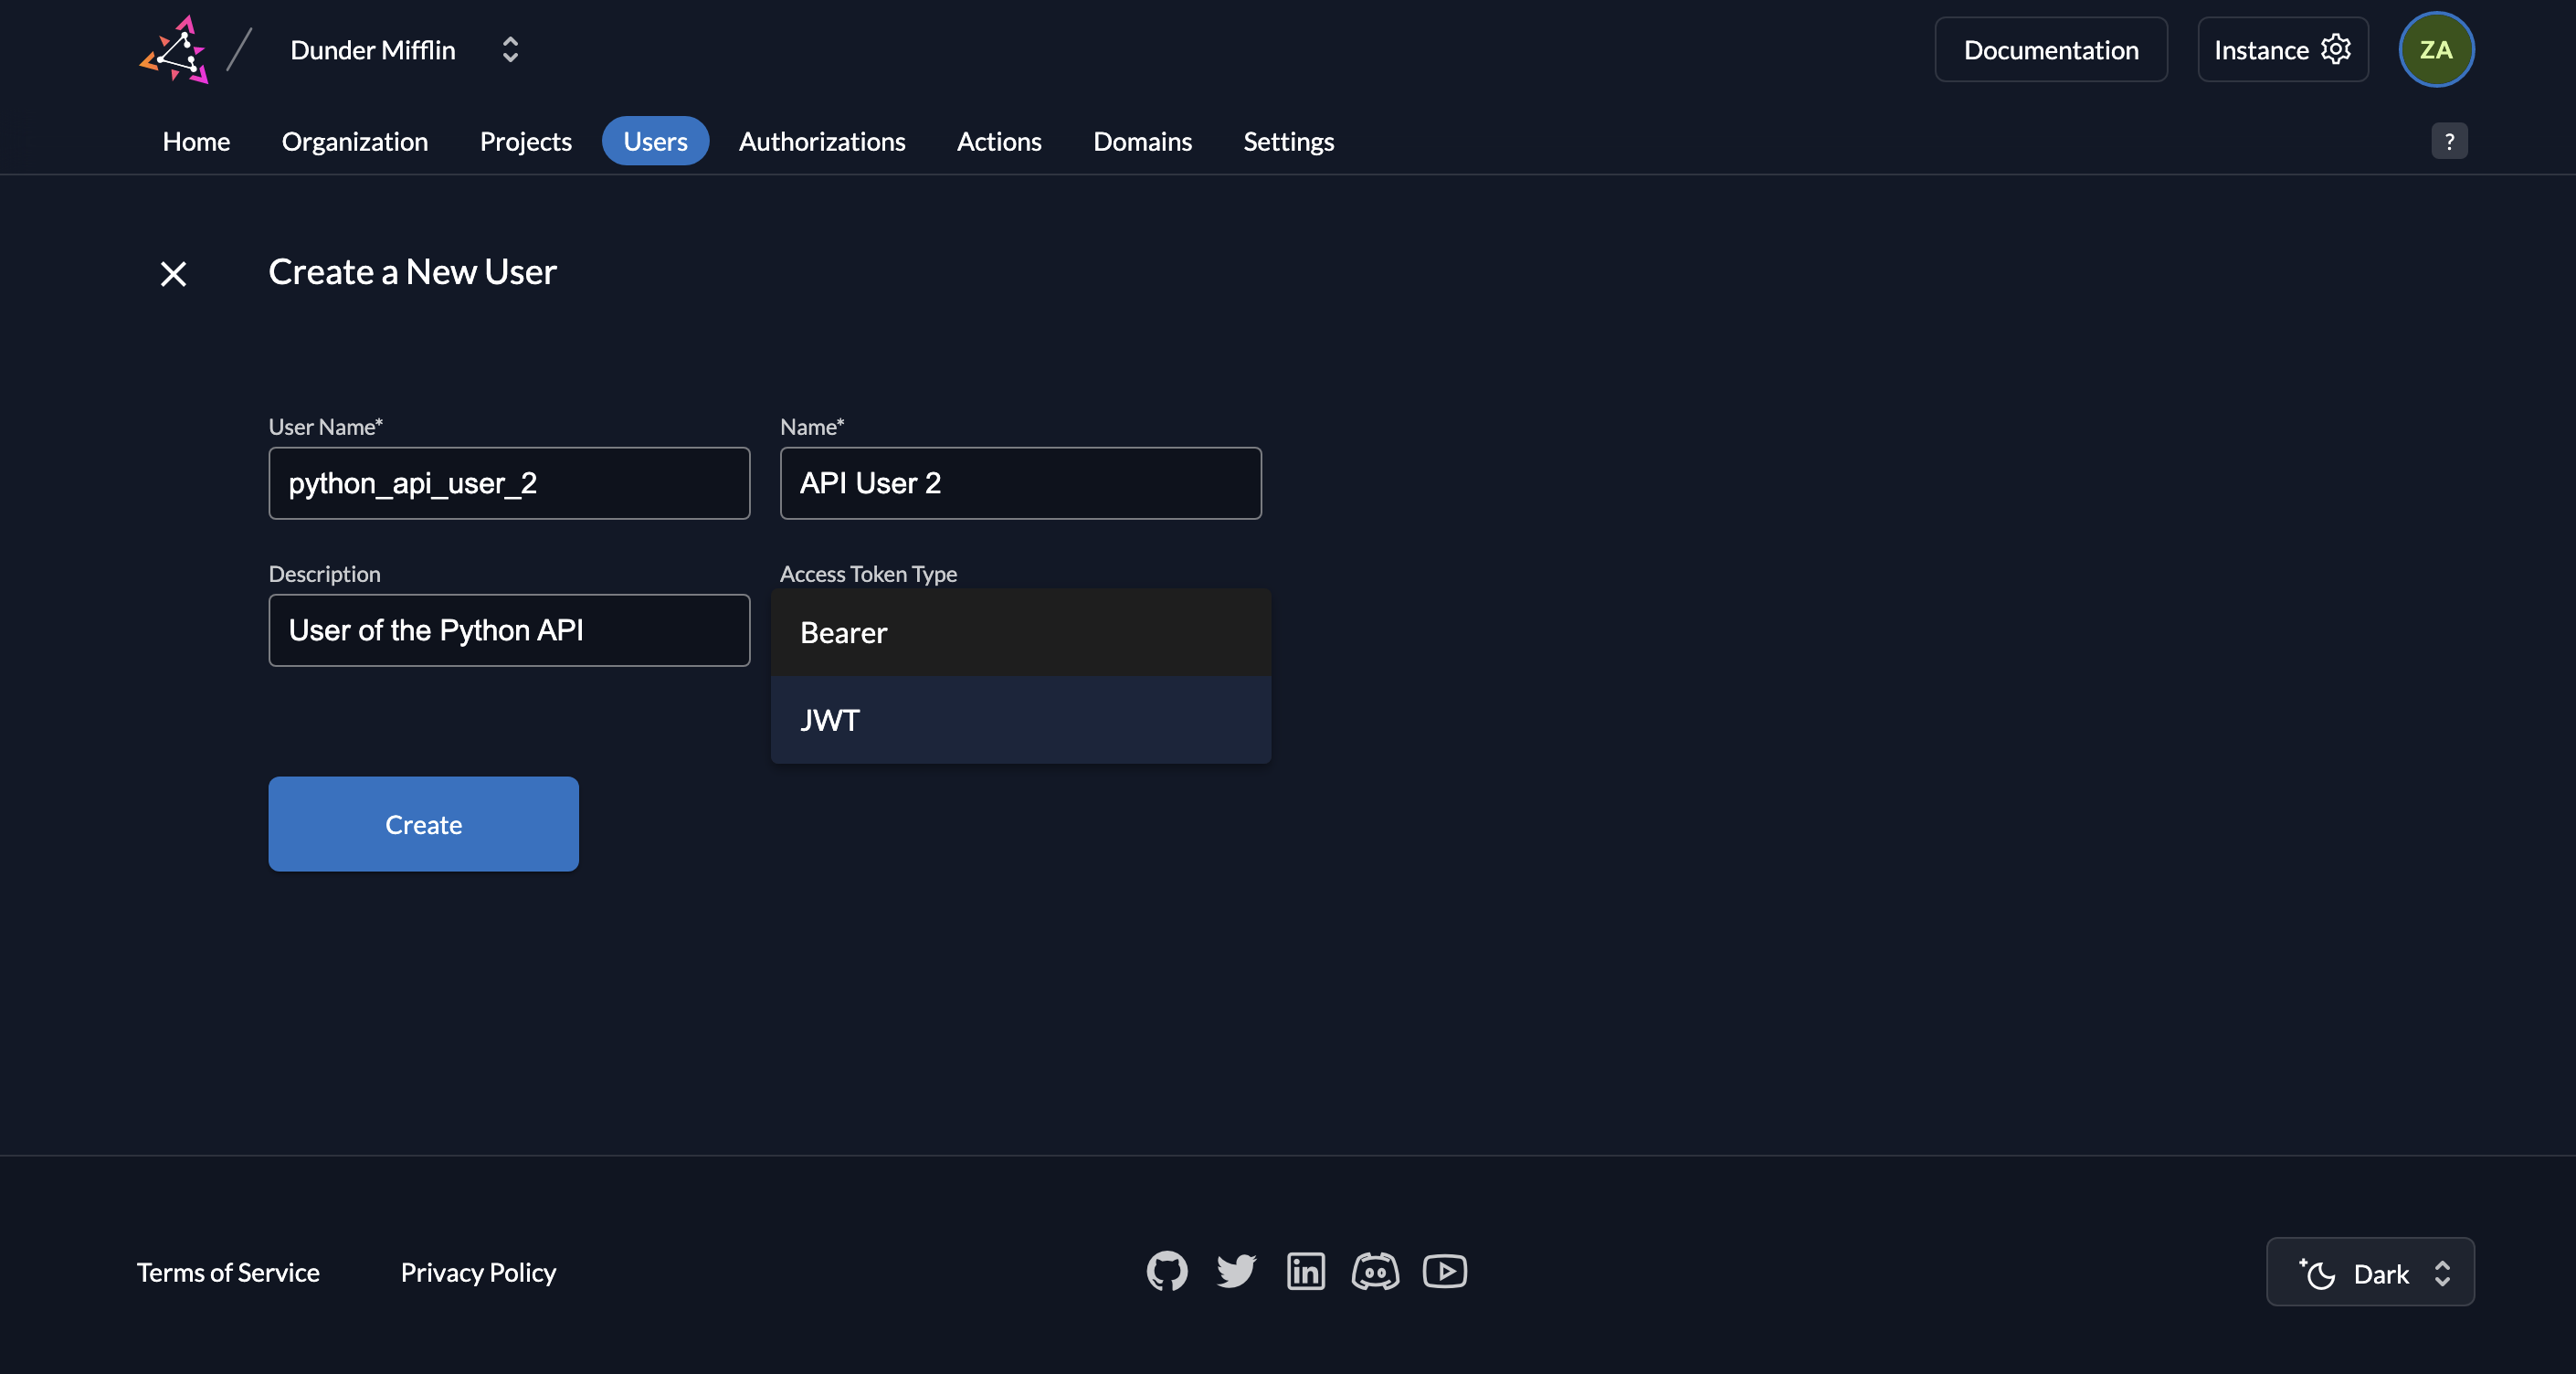 Dunder Mifflin
Documentation
Instance
ZA
Home
Organization
Projects
Users
Authorizations
Actions
Domains
Settings
?
Create a New User
User Name*
Name*
python_api_user_2
API User 2
Description
Access Token Type
User of the Python API
Bearer
JWT
Create
Terms of Service
Privacy Policy
in
Dark